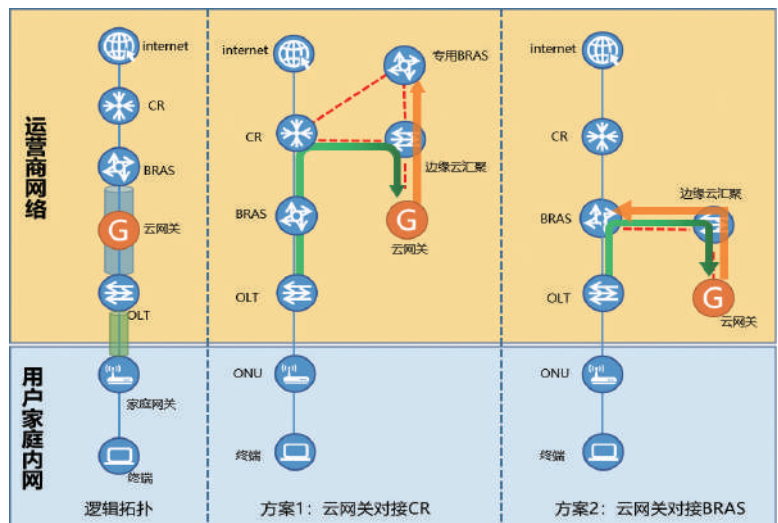 运营商网络
用户家庭内网
internet
CR
BRAS
G
云网关
OLT
家庭网关
终端
逻辑拓扑
internet
专用BRAS
CR
边缘云汇聚
BRAS
G
云网关
OLT
ONU
终端
方案1：云网关对接CR
internet
CR
边缘云汇聚
BRAS
OLT
G
云网关
ONU
终端
方案2：云网关对接BRAS